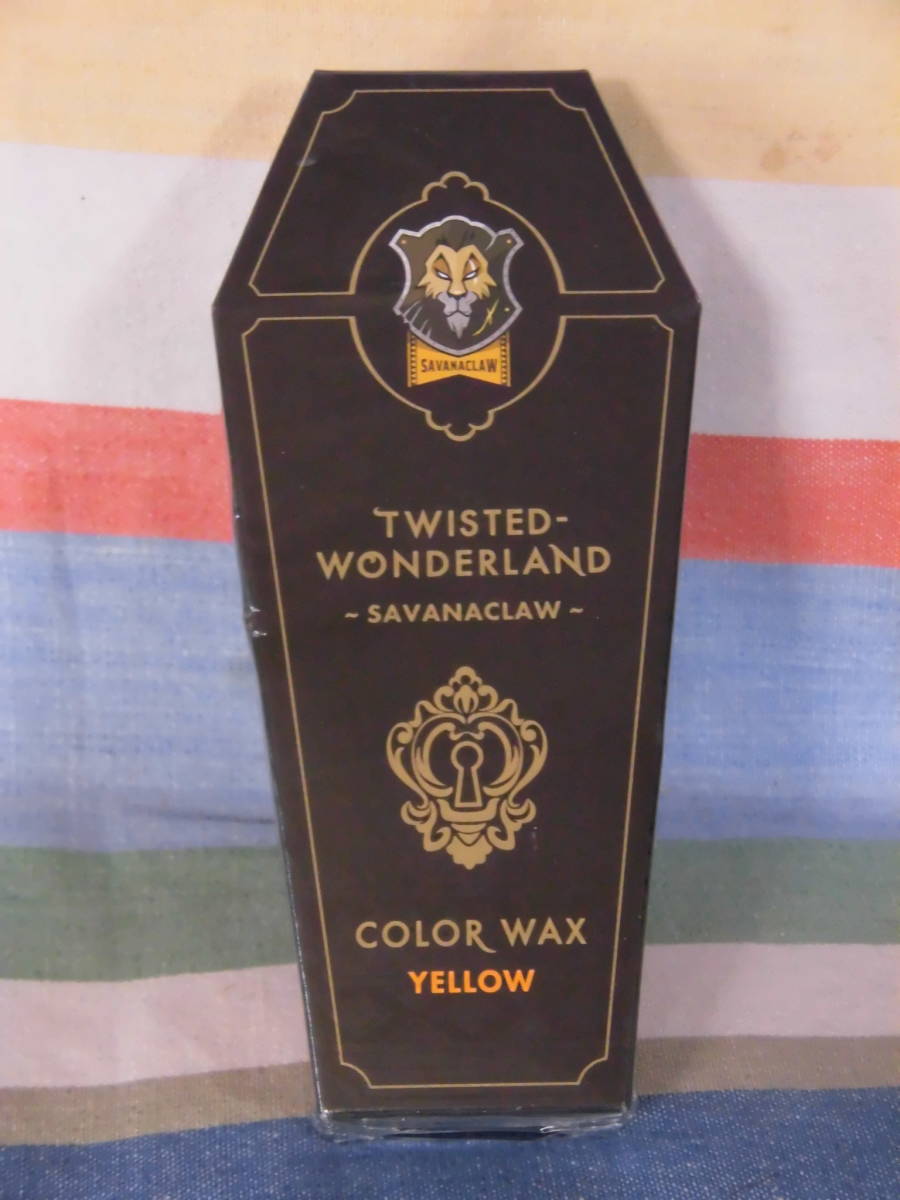 SAVANACLAW
TWISTED-
WONDERLAND
~ SAVANACLAW ~
COLOR WAX
YELLOW